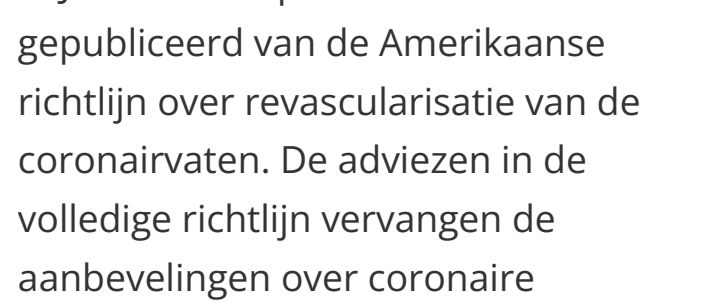 gepubliceerd van de Amerikaanse
richtlijn over revascularisatie van de
coronairvaten. De adviezen in de
volledige richtlijn vervangen de
aanbevelingen over coronaire